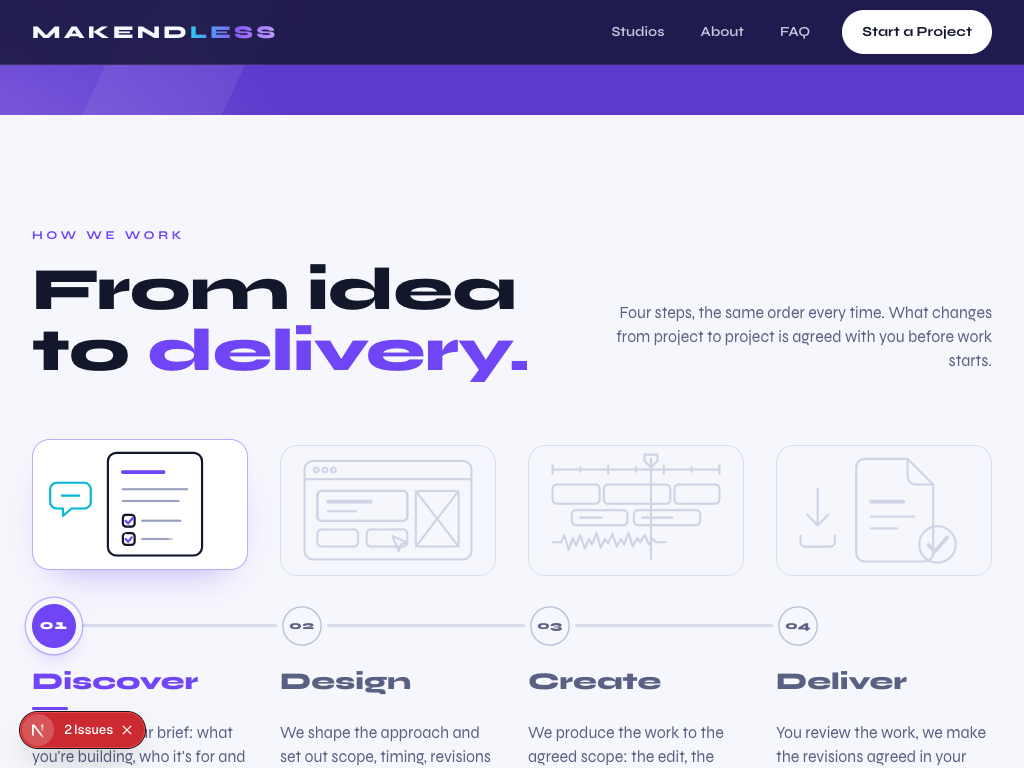 MAKENDLESS
Studios
About
FAQ
Start a Project
HOW WE WORK
From idea
to delivery.
Four steps, the same order every time. What changes
from project to project is agreed with you before work
starts.
01
02
03
04
Discover
r brief: what
you're building, who it's for and
Design
We shape the approach and
set out scope, timing, revisions
Create
We produce the work to the
agreed scope: the edit, the
Deliver
You review the work, we make
the revisions agreed in your
N
2 Issues